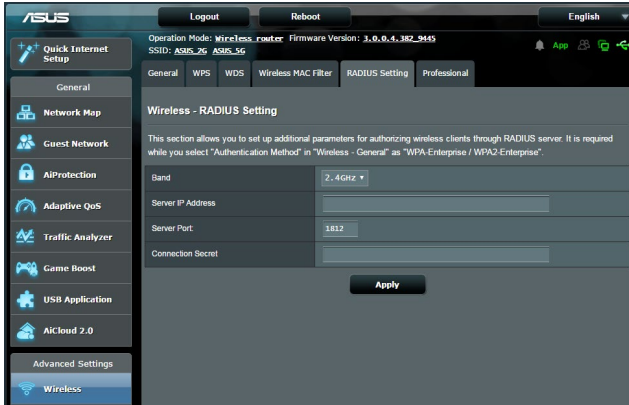 ASUS
Logout
Reboot
English
Quick Internet Setup
Operation Mode: Wireless router Firmware Version: 3.0.0.4.382_9445
SSID: ASUS_2G ASUS_5G
App
General
WPS
WDS
Wireless MAC Filter
RADIUS Setting
Professional
General
Network Map
Guest Network
AiProtection
Adaptive QoS
Traffic Analyzer
Game Boost
USB Application
AiCloud 2.0
Advanced Settings
Wireless
Wireless - RADIUS Setting
This section allows you to set up additional parameters for authorizing wireless clients through RADIUS server. It is required
while you select "Authentication Method" in "Wireless - General" as "WPA-Enterprise / WPA2-Enterprise".
Band
2.4GHz
Server IP Address
Server Port:
1812
Connection Secret
Apply